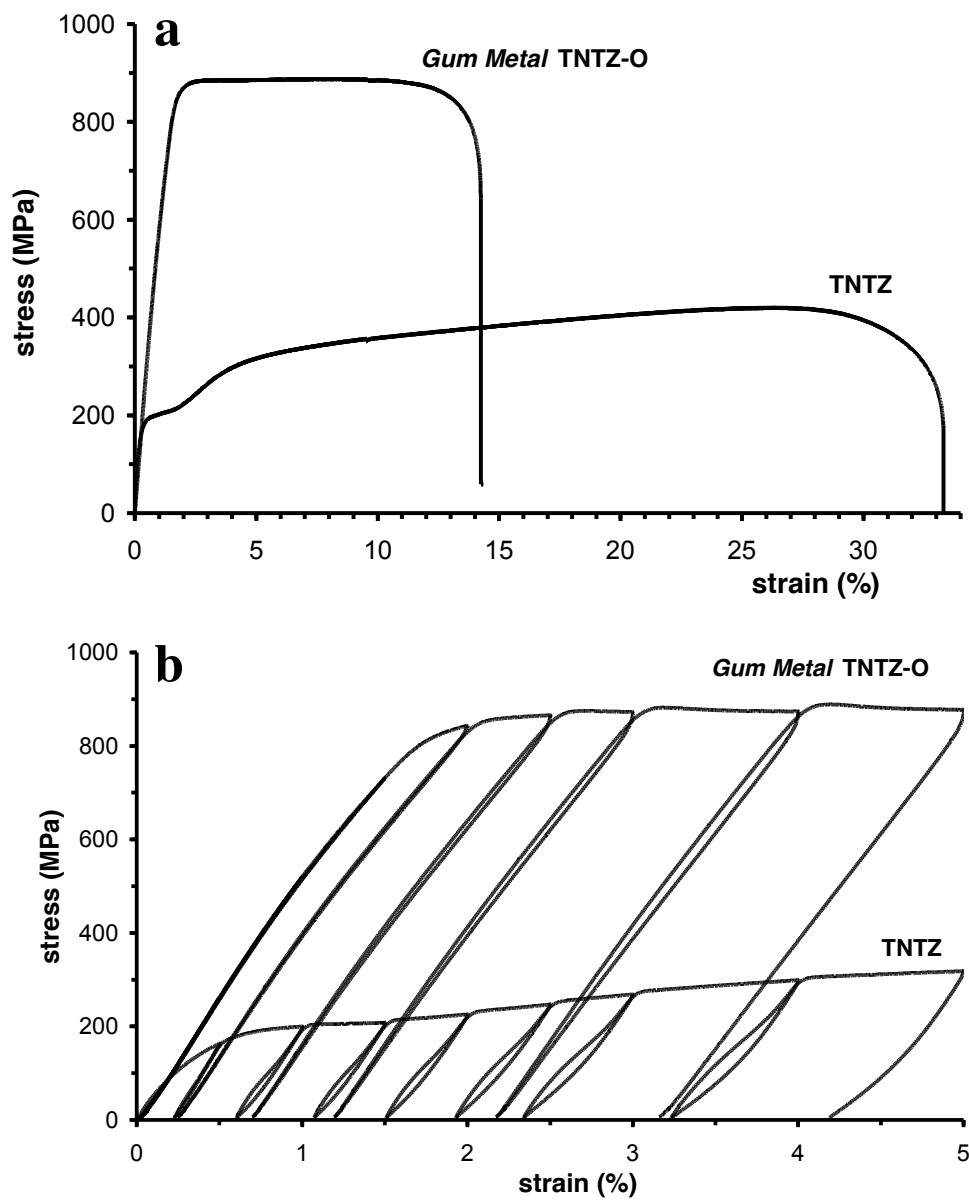 a
1000
Gum Metal TNTZ-O
800
600
stress (MPa)
TNTZ
400
200
0
0 5 10 15 20 25 30
strain (%)
b
1000
Gum Metal TNTZ-O
800
600
stress (MPa)
400
TNTZ
200
0
0 1 2 3 4 5
strain (%)